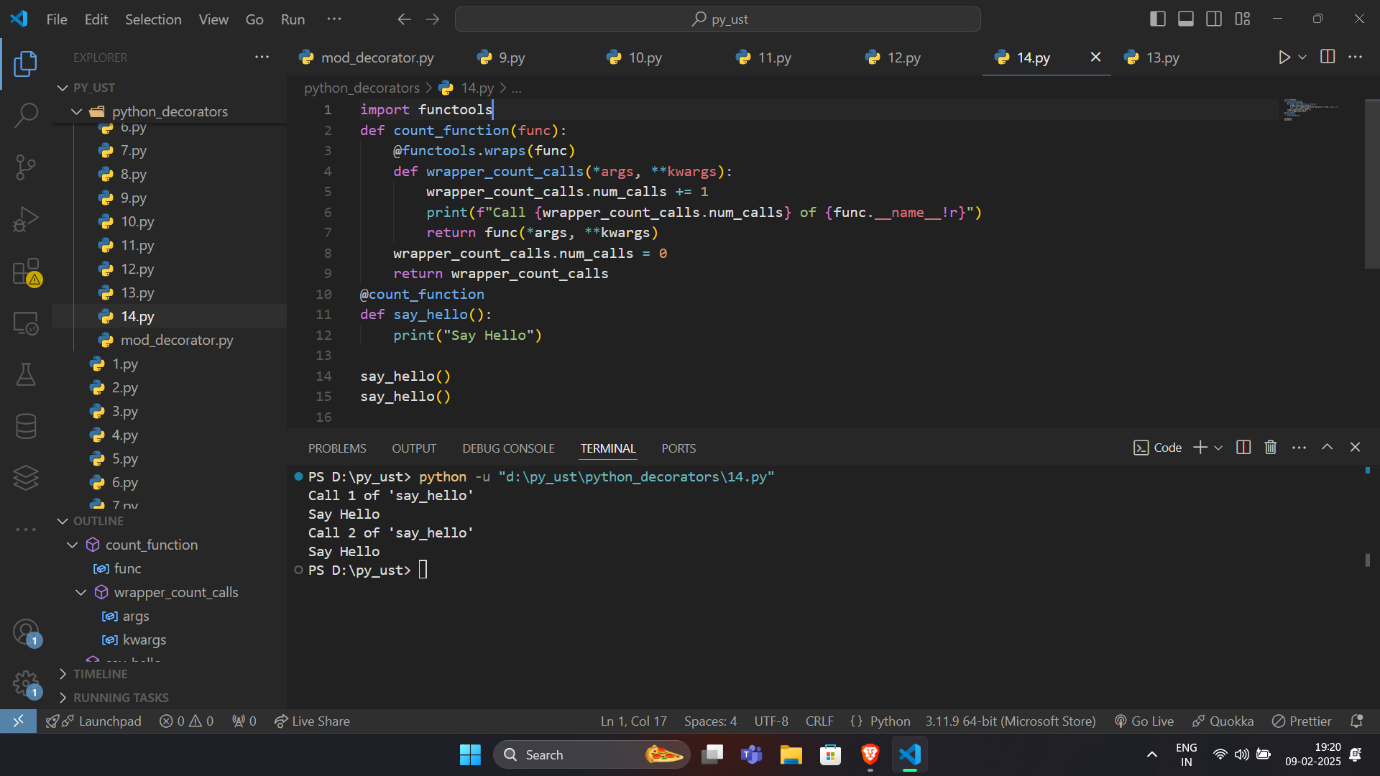 File Edit Selection View Go Run ··· py_ust
EXPLORER ···
PY_UST
python_decorators
6.py
7.py
8.py
9.py
10.py
11.py
12.py
13.py
14.py
mod_decorator.py
1.py
2.py
3.py
4.py
5.py
6.py
7.py
OUTLINE
count_function
func
wrapper_count_calls
args
kwargs
say_hello
TIMELINE
RUNNING TASKS
mod_decorator.py 9.py 10.py 11.py 12.py 14.py 13.py
python_decorators > 14.py > ...
1 import functools
2 def count_function(func):
3 @functools.wraps(func)
4 def wrapper_count_calls(*args, **kwargs):
5 wrapper_count_calls.num_calls += 1
6 print(f"Call {wrapper_count_calls.num_calls} of {func.__name__!r}")
7 return func(*args, **kwargs)
8 wrapper_count_calls.num_calls = 0
9 return wrapper_count_calls
10 @count_function
11 def say_hello():
12 print("Say Hello")
13
14 say_hello()
15 say_hello()
16
PROBLEMS OUTPUT DEBUG CONSOLE TERMINAL PORTS Code
PS D:\py_ust> python -u "d:\py_ust\python_decorators\14.py"
Call 1 of 'say_hello'
Say Hello
Call 2 of 'say_hello'
Say Hello
PS D:\py_ust>
1
1
Launchpad 0 0 0 Live Share Ln 1, Col 17 Spaces: 4 UTF-8 CRLF {} Python 3.11.9 64-bit (Microsoft Store) Go Live Quokka Prettier
Search
ENG
IN
19:20
09-02-2025